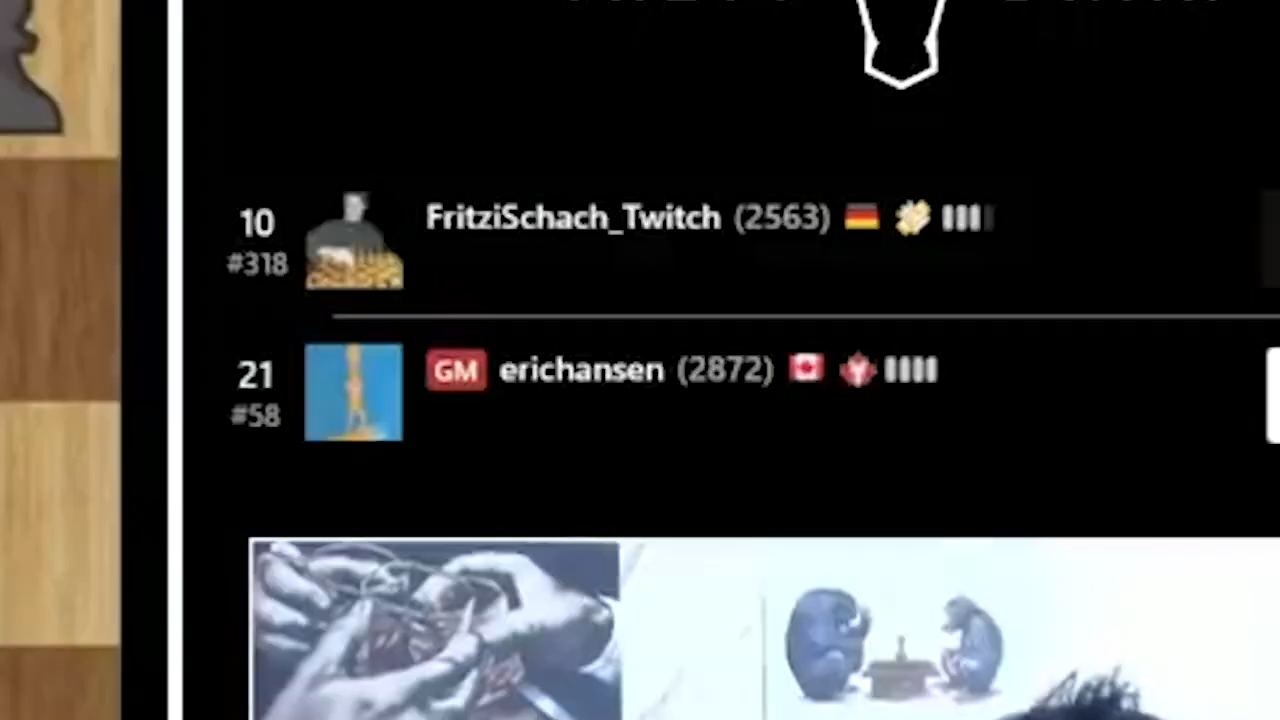 10 FritziSchach_Twitch (2563)
#318
21 GM erichansen (2872)
#58